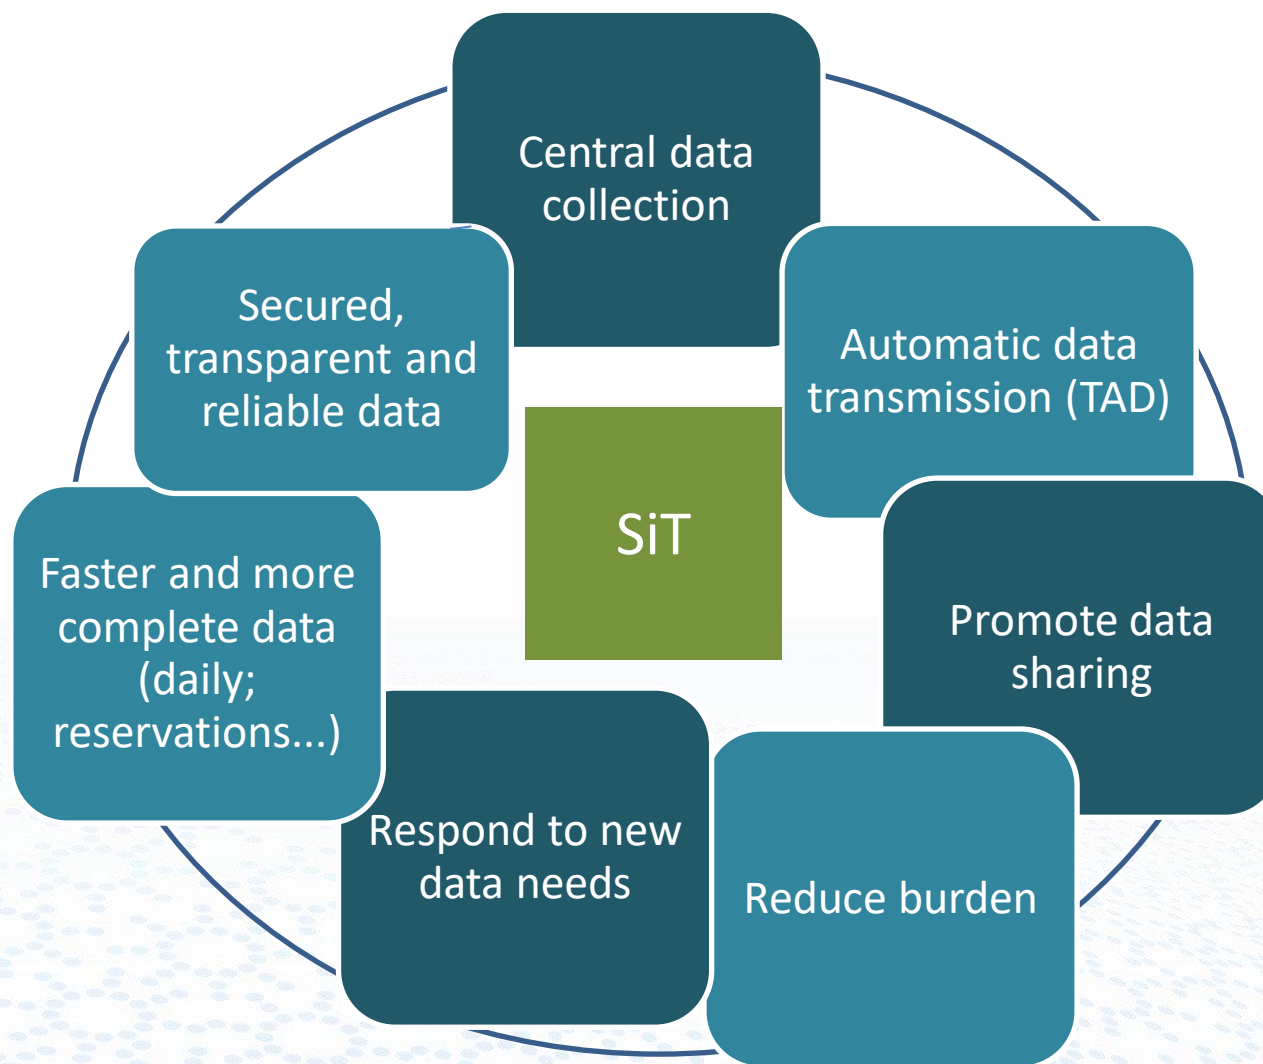 Central data
collection
Automatic data
transmission (TAD)
Promote data
sharing
Reduce burden
Respond to new
data needs
Faster and more
complete data
(daily;
reservations...)
Secured,
transparent and
reliable data
SiT